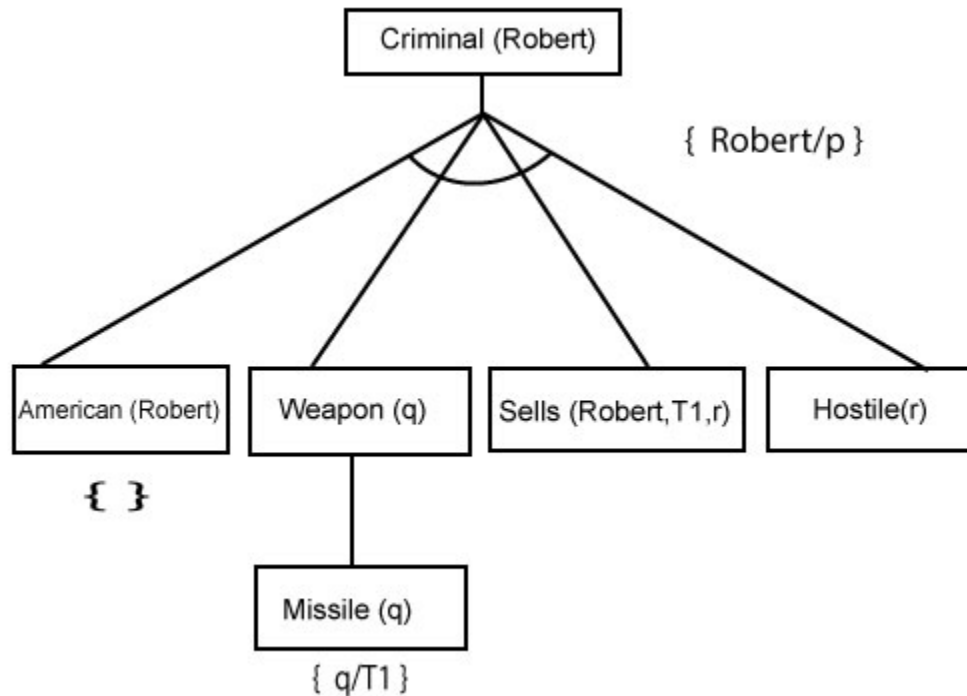 Criminal (Robert)
{ Robert/p }
American (Robert)
Weapon (q)
Sells (Robert,T1,r)
Hostile(r)
{ }
Missile (q)
{ q/T1 }